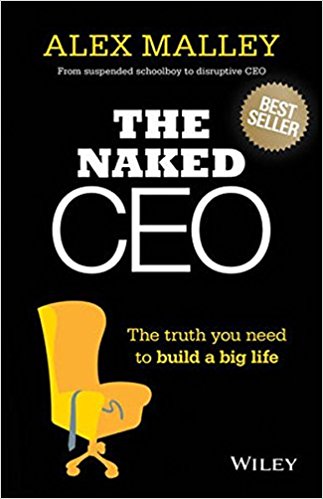 ALEX MALLEY
From suspended schoolboy to disruptive CEO
BEST
SELLER
THE
NAKED
CEO
The truth you need
to build a big life
WILEY